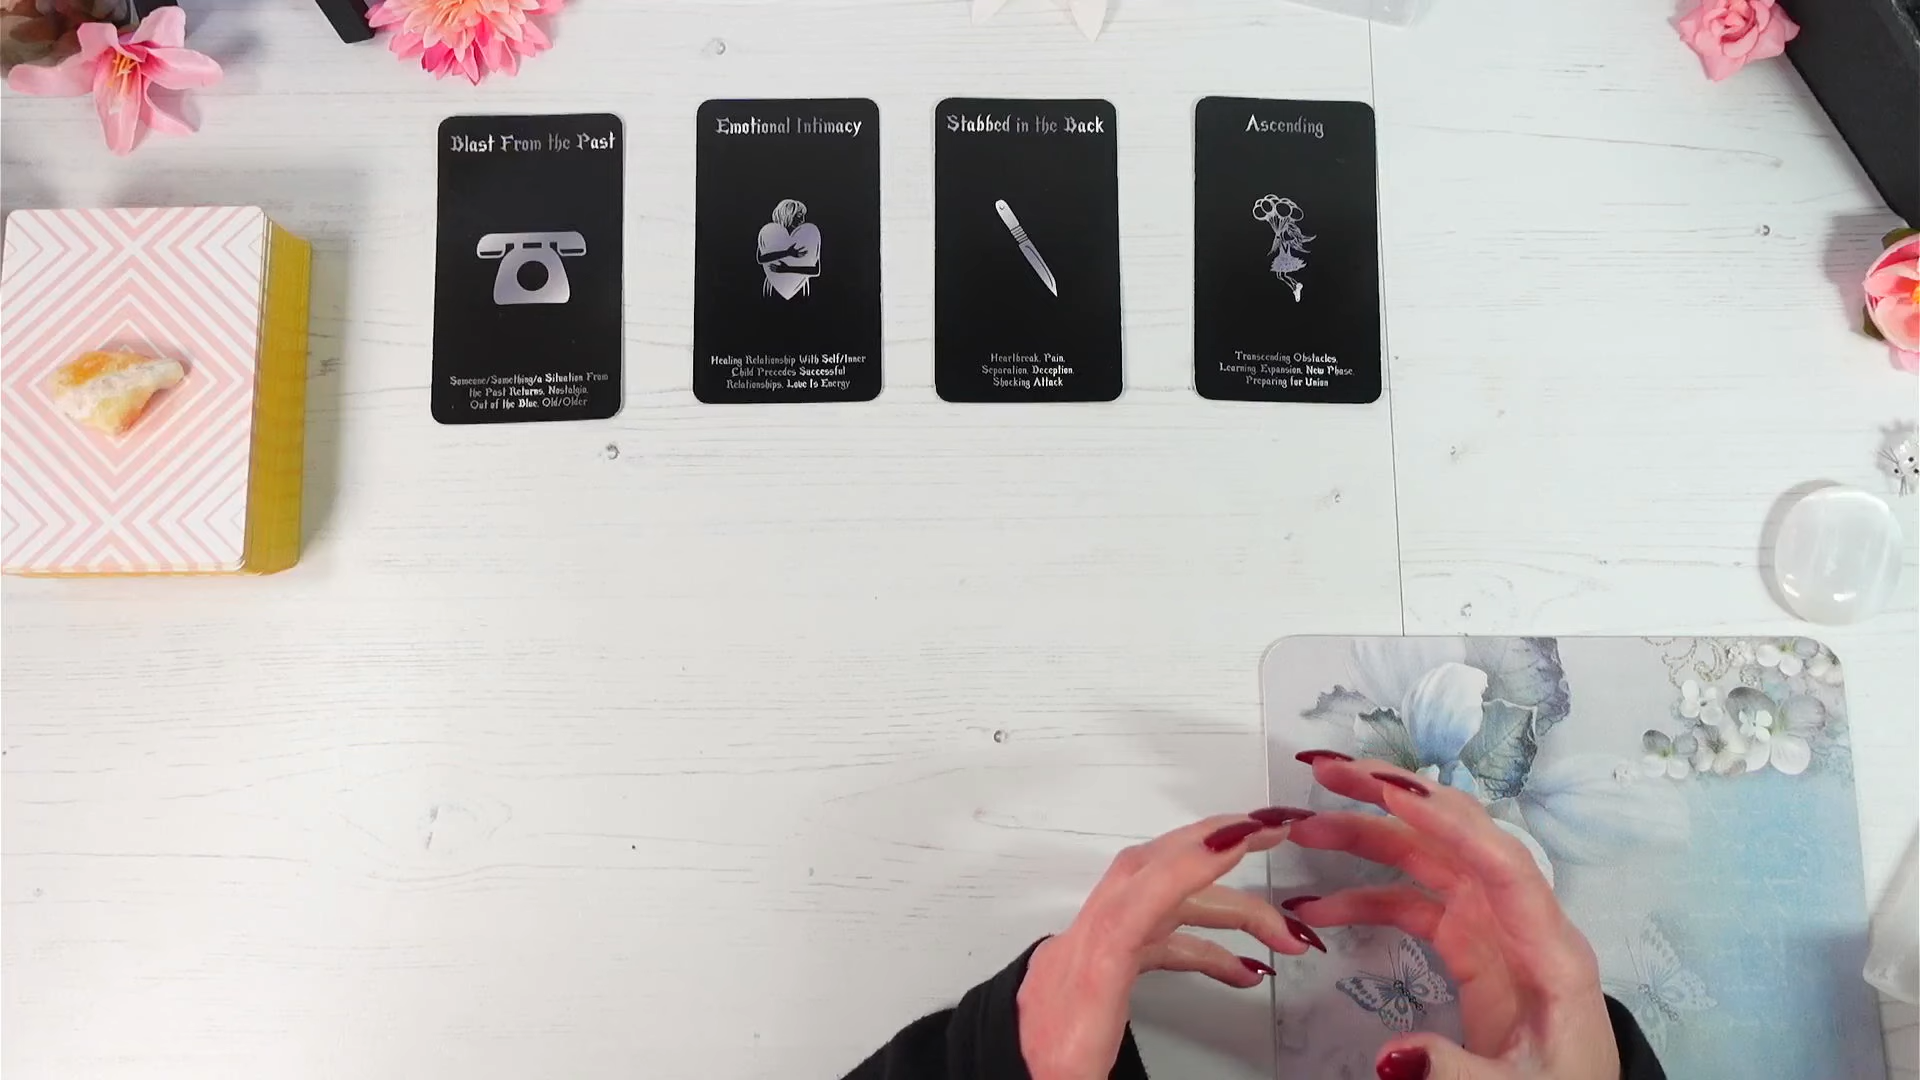 Blast From the Past
Someone/Something/a Situation From
the Past Returns, Nostalgia,
Out of the Blue, Old/Older
Emotional Intimacy
Healing Relationship With Self/Inner
Child Precedes Successful
Relationships, Love Is Energy
Stabbed in the Back
Heartbreak, Pain,
Separation, Deception,
Shocking Attack
Ascending
Transcending Obstacles,
Learning, Expansion, New Phase,
Preparing for Union